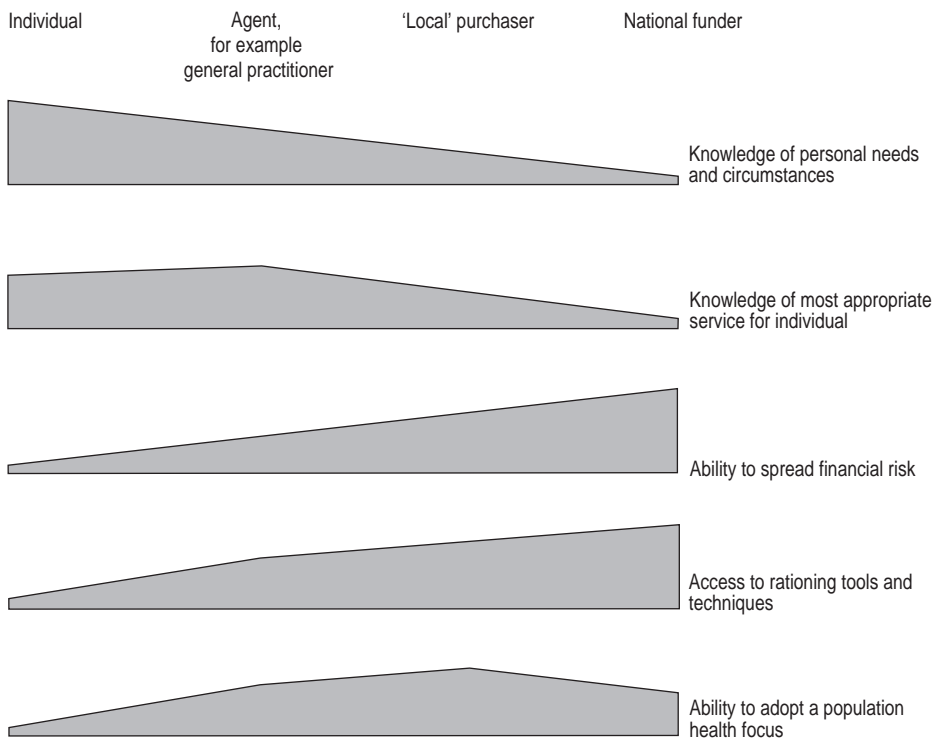 Individual
Agent,
for example
general practitioner
‘Local’ purchaser
National funder
Knowledge of personal needs
and circumstances
Knowledge of most appropriate
service for individual
Ability to spread financial risk
Access to rationing tools and
techniques
Ability to adopt a population
health focus